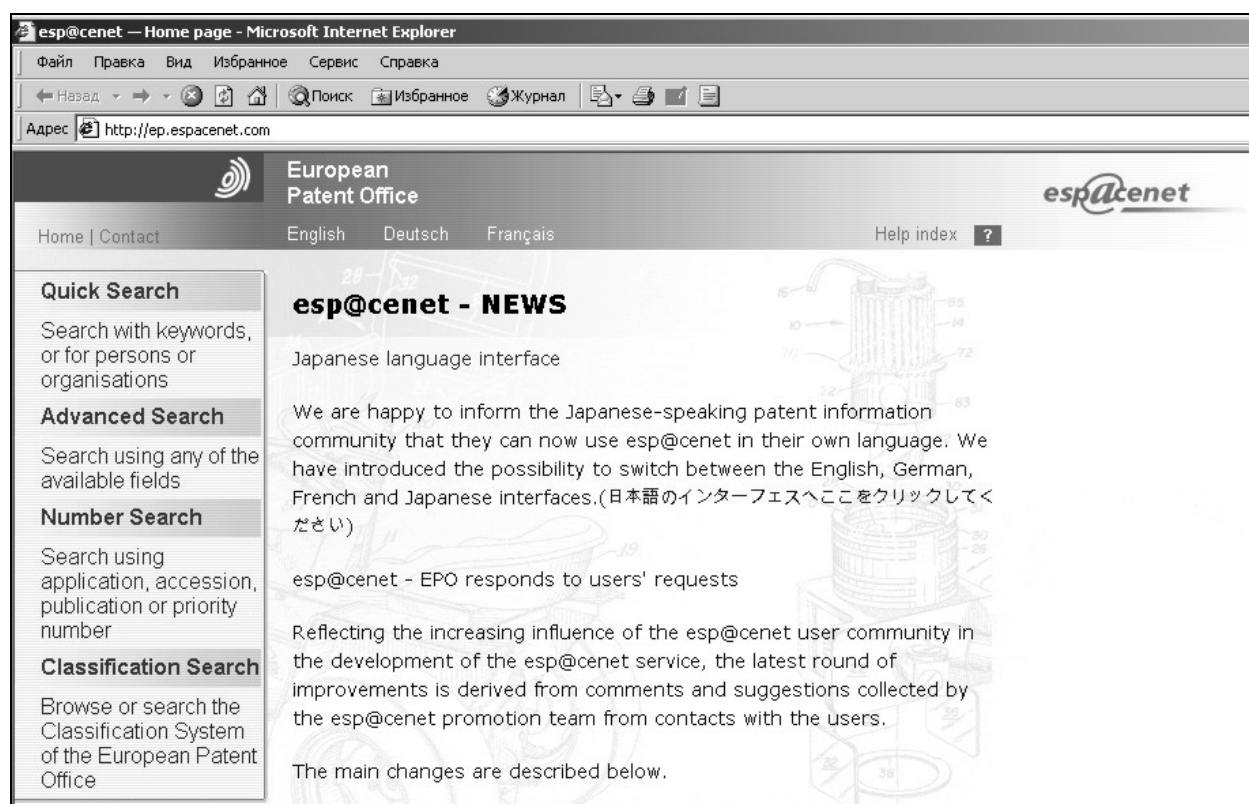 esp@cenet — Home page - Microsoft Internet Explorer
Файл Правка Вид Избранное Сервис Справка
Назад Поиск Избранное Журнал
Адрес http://ep.espacenet.com
European
Patent Office
esp@cenet
Home | Contact
English Deutsch Français
Help index ?
Quick Search
Search with keywords,
or for persons or
organisations
Advanced Search
Search using any of the
available fields
Number Search
Search using
application, accession,
publication or priority
number
Classification Search
Browse or search the
Classification System
of the European Patent
Office
esp@cenet - NEWS
Japanese language interface
We are happy to inform the Japanese-speaking patent information
community that they can now use esp@cenet in their own language. We
have introduced the possibility to switch between the English, German,
French and Japanese interfaces.(日本語のインターフェスへここをクリックしてく
ださい)
esp@cenet - EPO responds to users' requests
Reflecting the increasing influence of the esp@cenet user community in
the development of the esp@cenet service, the latest round of
improvements is derived from comments and suggestions collected by
the esp@cenet promotion team from contacts with the users.
The main changes are described below.